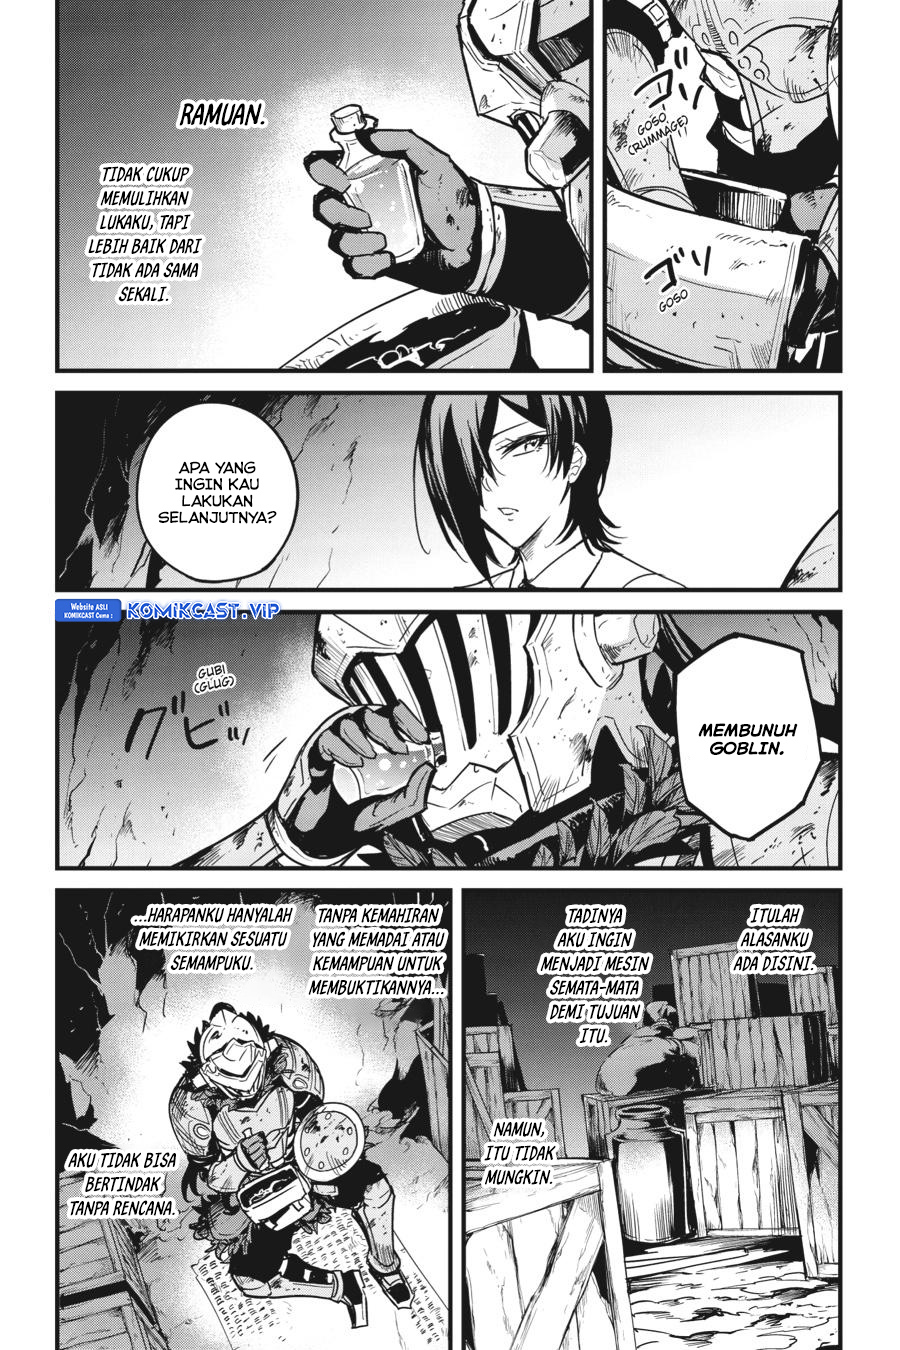 ゴソ
GOSO
(RUMMAGE)
ゴソ
GOSO
RAMUAN.
TIDAK CUKUP
MEMULIHKAN
LUKAKU, TAPI
LEBIH BAIK DARI
TIDAK ADA SAMA
SEKALI.
APA YANG
INGIN KAU
LAKUKAN
SELANJUTNYA?
Website ASLI
KOMIKCAST Cuma :
KOMIKCAST.VIP
MEMBUNUH
GOBLIN.
GUBI
(GLUG)
グビッ
ITULAH
ALASANKU
ADA DISINI.
TADINYA
AKU INGIN
MENJADI MESIN
SEMATA-MATA
DEMI TUJUAN
ITU.
NAMUN,
ITU TIDAK
MUNGKIN.
TANPA KEMAHIRAN
YANG MEMADAI ATAU
KEMAMPUAN UNTUK
MEMBUKTIKANNYA...
...HARAPANKU HANYALAH
MEMIKIRKAN SESUATU
SEMAMPUKU.
AKU TIDAK BISA
BERTINDAK
TANPA RENCANA.